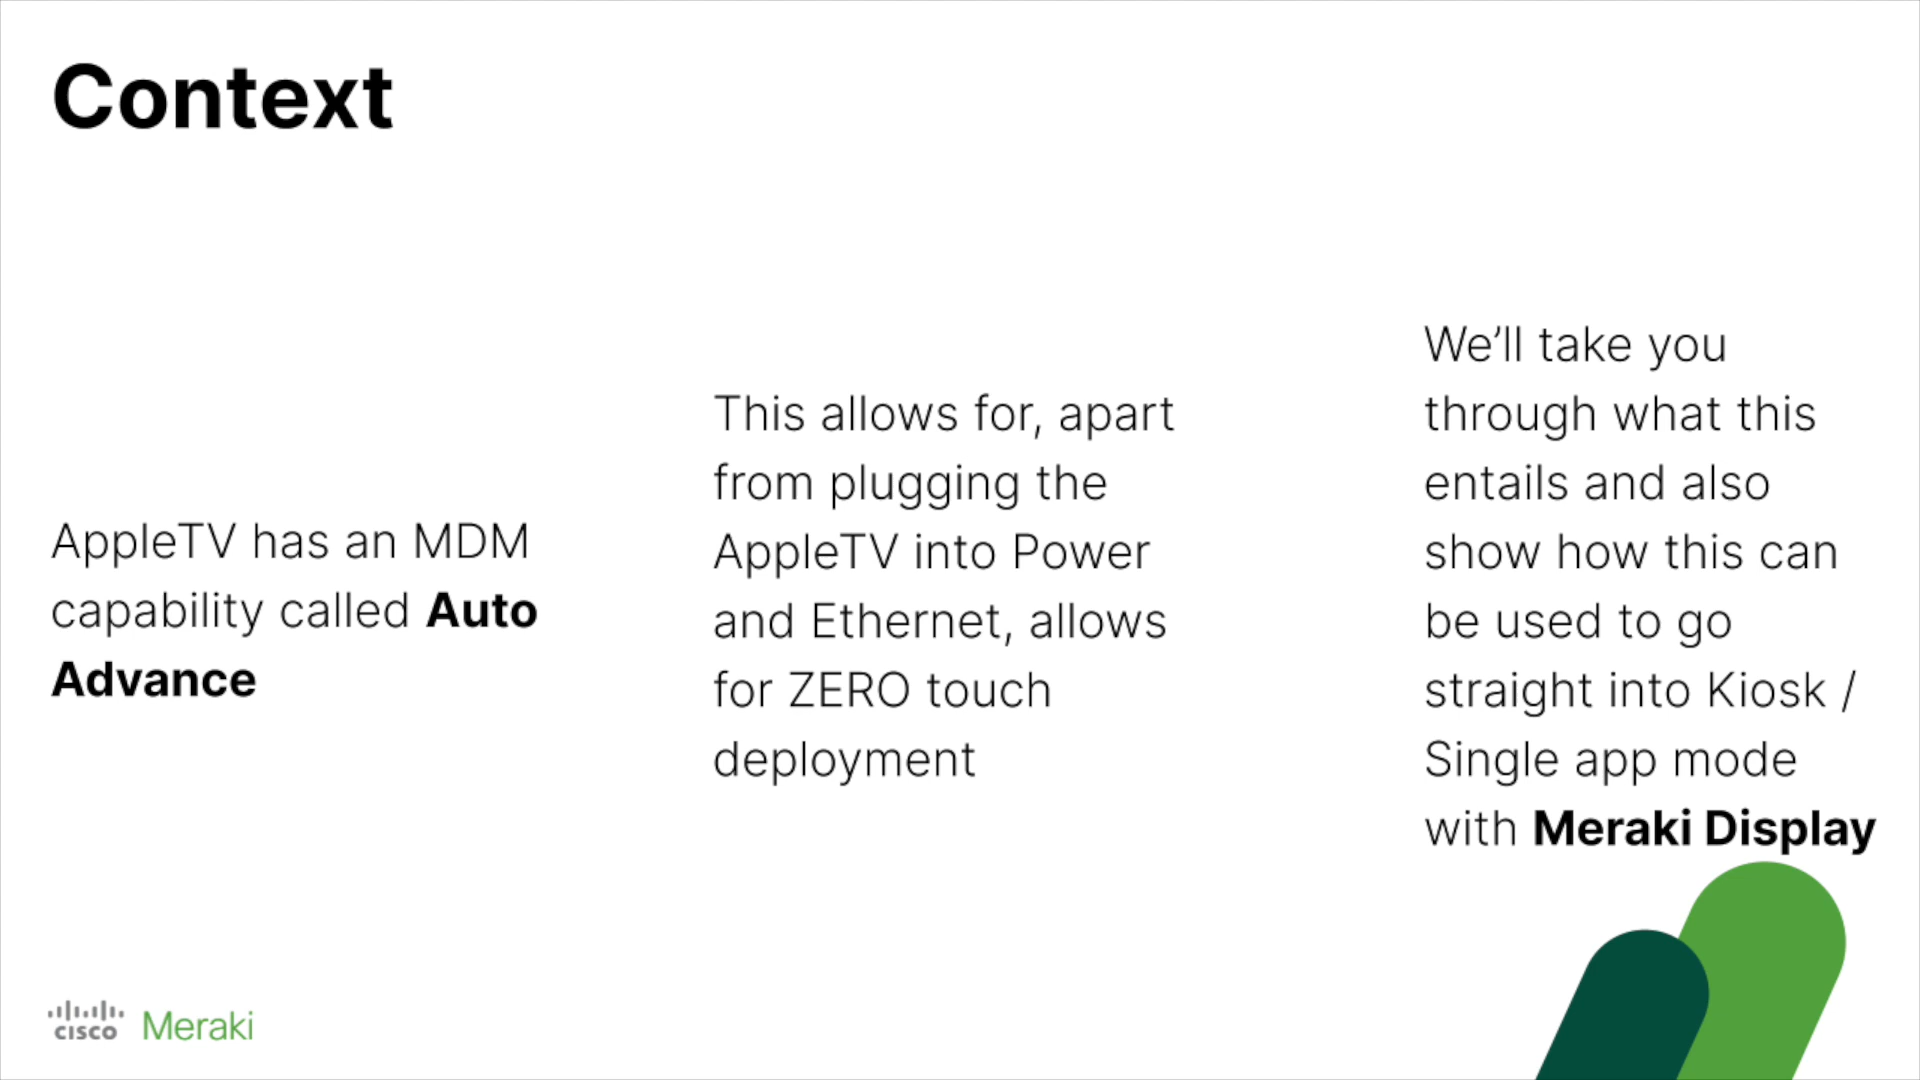 Context
AppleTV has an MDM
capability called Auto
Advance
This allows for, apart
from plugging the
AppleTV into Power
and Ethernet, allows
for ZERO touch
deployment
We’ll take you
through what this
entails and also
show how this can
be used to go
straight into Kiosk /
Single app mode
with Meraki Display
CISCO Meraki